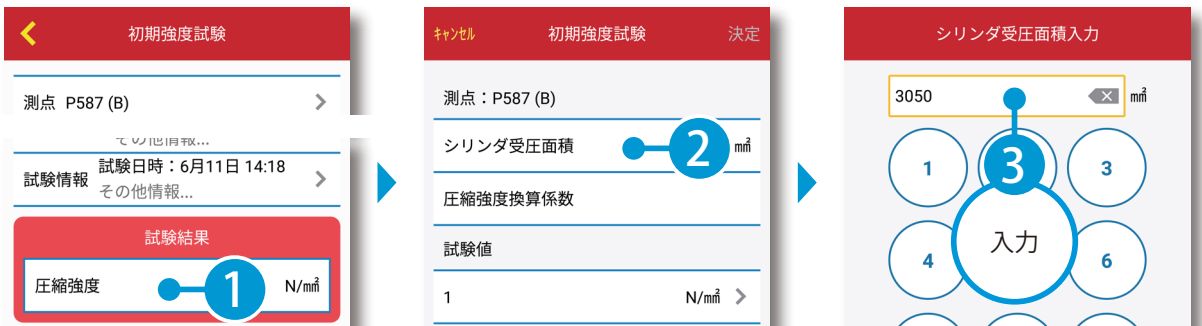 初期強度試験
測点 P587 (B)
その他情報...
試験情報
試験日時：6月11日 14:18
その他情報...
試験結果
圧縮強度
1
N/㎟
ｷｬﾝｾﾙ
初期強度試験
決定
測点：P587 (B)
シリンダ受圧面積
2
㎟
圧縮強度換算係数
試験値
1
N/㎟
シリンダ受圧面積入力
3050
㎟
1
3
3
4
入力
6